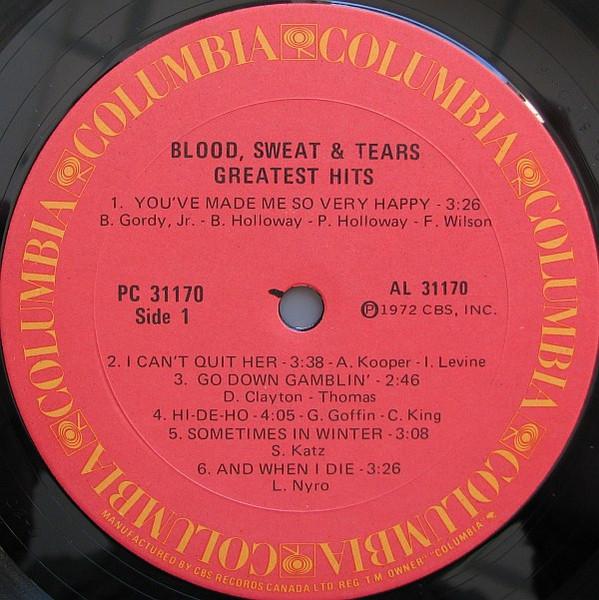 COLUMBIA COLUMBIA COLUMBIA COLUMBIA COLUMBIA COLUMBIA COLUMBIA COLUMBIA
BLOOD, SWEAT & TEARS
GREATEST HITS
1. YOU'VE MADE ME SO VERY HAPPY - 3:26
B. Gordy, Jr. - B. Holloway - P. Holloway - F. Wilson
PC 31170
Side 1
AL 31170
Ⓟ1972 CBS, INC.
2. I CAN'T QUIT HER - 3:38 - A. Kooper - I. Levine
3. GO DOWN GAMBLIN' - 2:46
D. Clayton - Thomas
4. HI-DE-HO - 4:05 - G. Goffin - C. King
5. SOMETIMES IN WINTER - 3:08
S. Katz
6. AND WHEN I DIE - 3:26
L. Nyro
MANUFACTURED BY CBS RECORDS CANADA LTD. REG. T.M. OWNER "COLUMBIA"